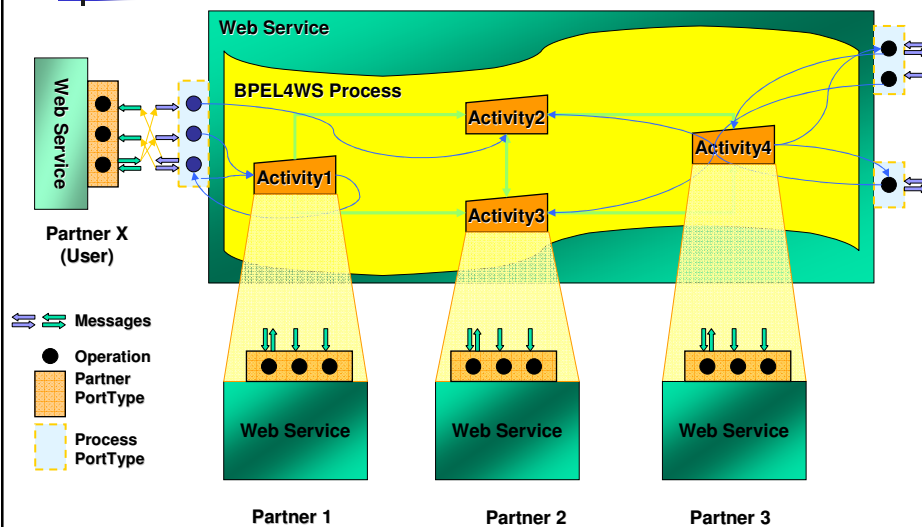 Web Service
BPEL4WS Process
Web Service
Activity2
Activity4
Activity1
Activity3
Partner X
(User)
Messages
Operation
Partner
PortType
Process
PortType
Web Service
Web Service
Web Service
Partner 1
Partner 2
Partner 3